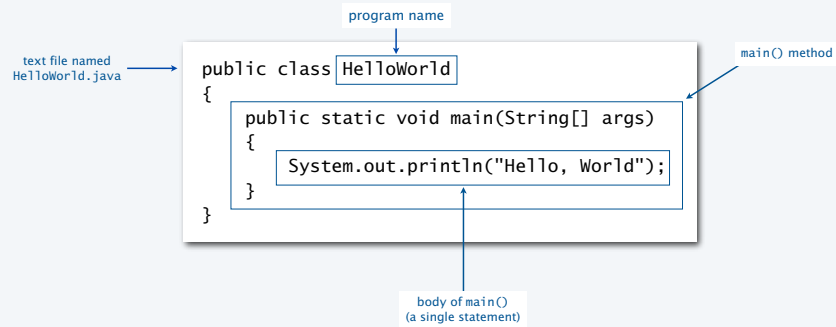 program name
text file named
HelloWorld.java
main() method
public class HelloWorld
{
public static void main(String[] args)
{
System.out.println("Hello, World");
}
}
body of main()
(a single statement)